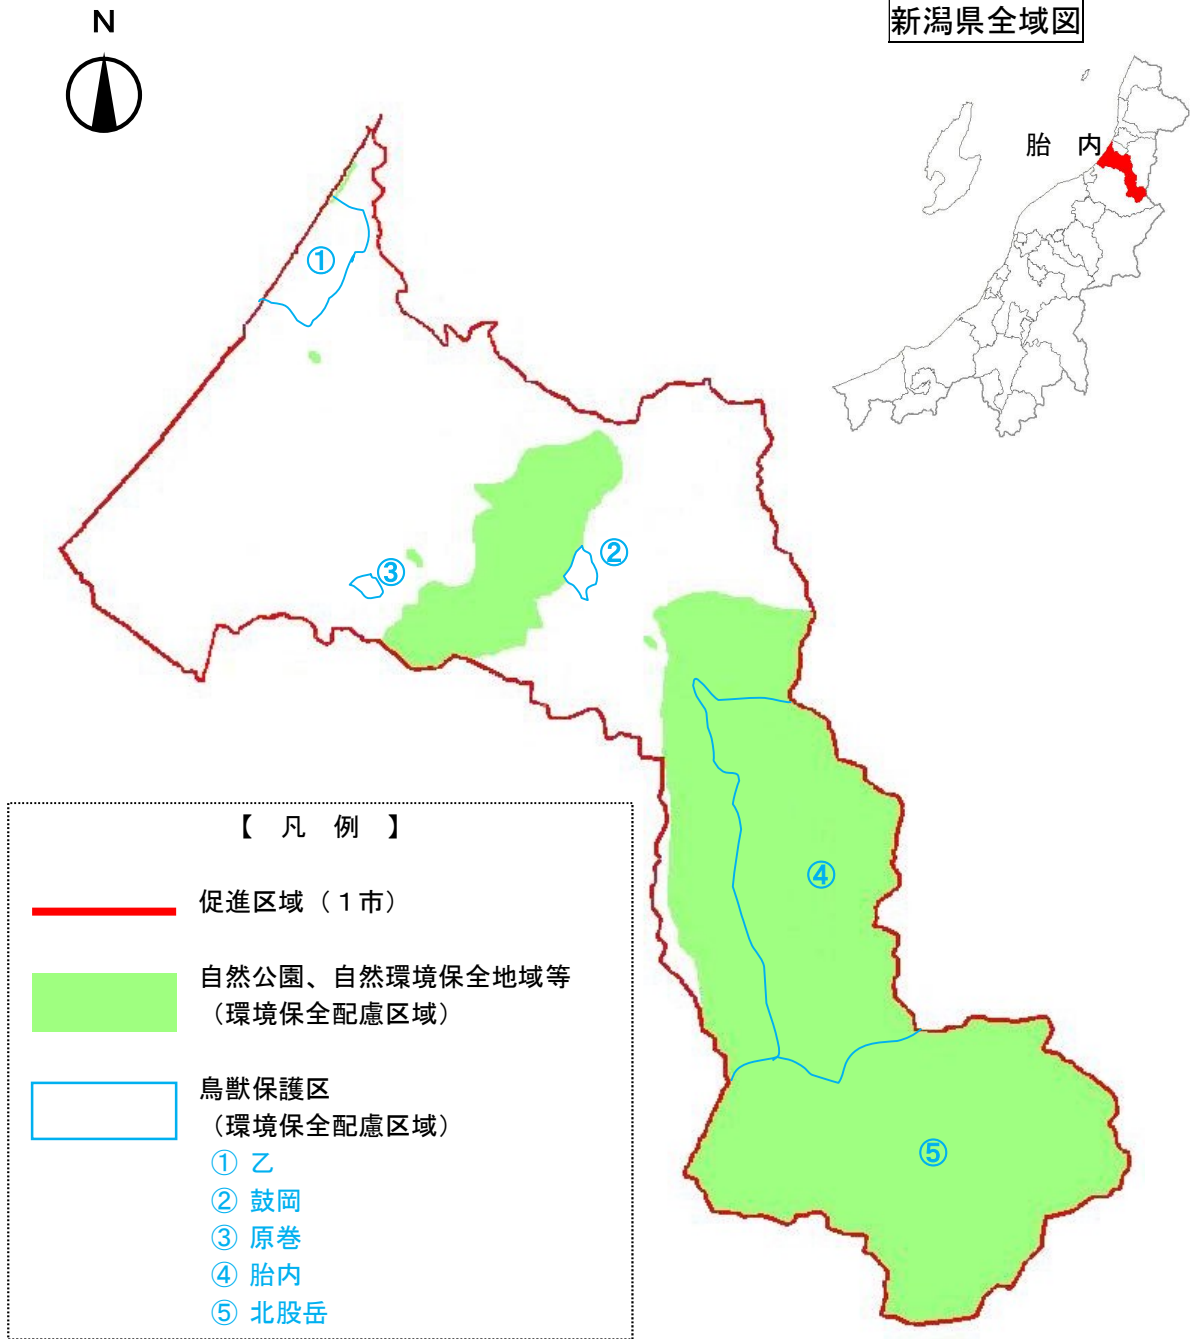 N
新潟県全域図
胎 内
①
②
③
④
⑤
【 凡 例 】
促進区域（１市）
自然公園、自然環境保全地域等
（環境保全配慮区域）
鳥獣保護区
（環境保全配慮区域）
① 乙
② 鼓岡
③ 原巻
④ 胎内
⑤ 北股岳